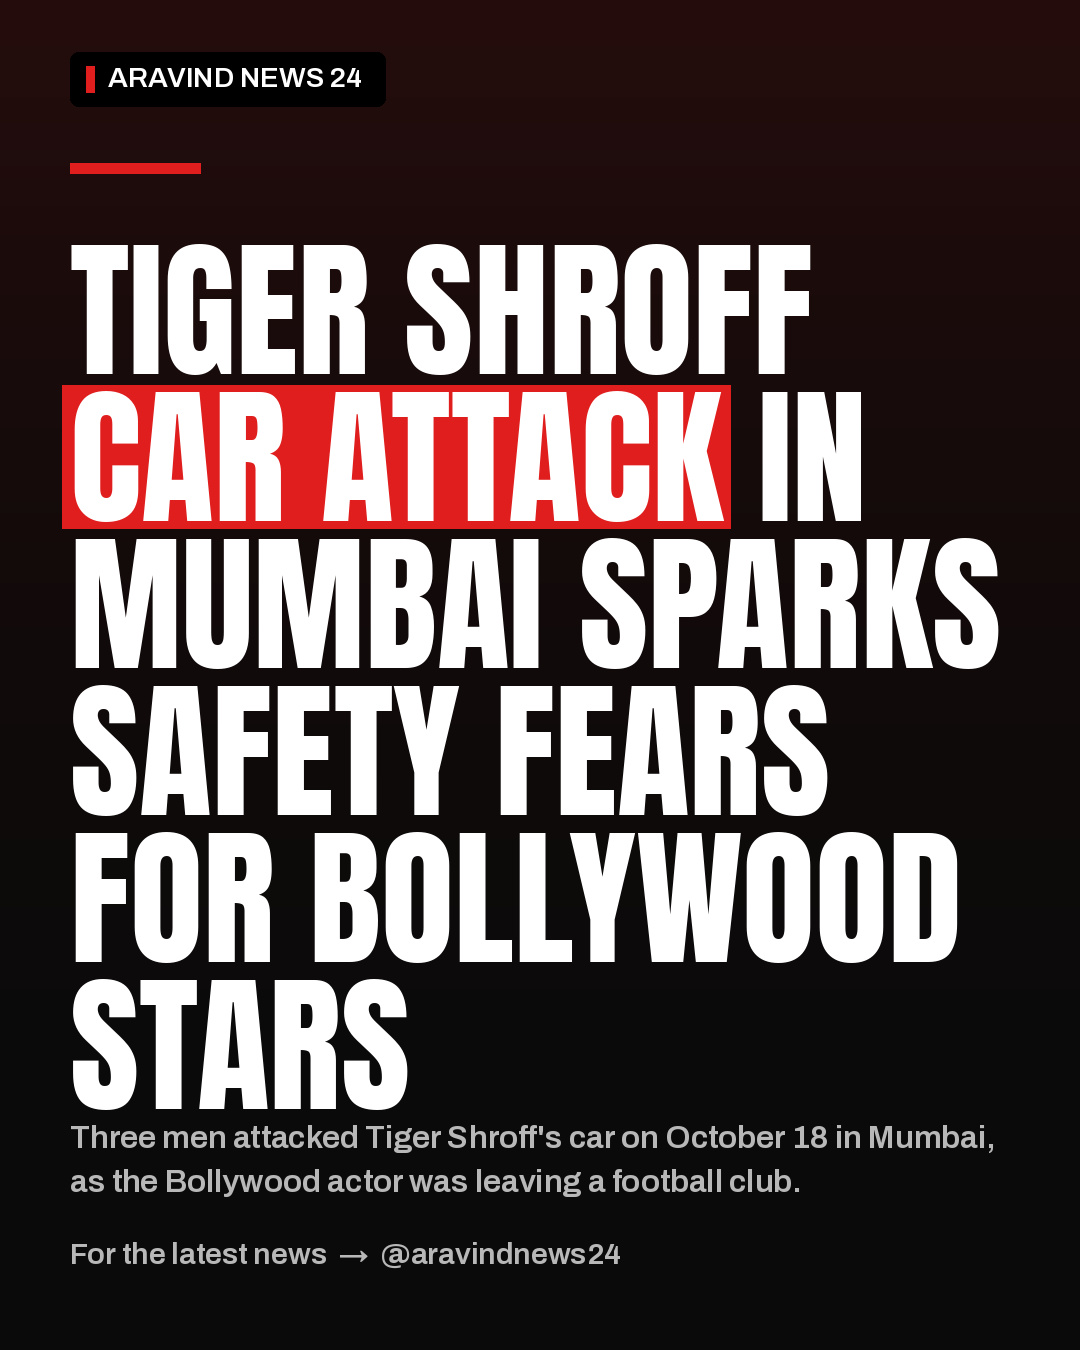 ARAVIND NEWS 24
TIGER SHROFF
CAR ATTACK IN
MUMBAI SPARKS
SAFETY FEARS
FOR BOLLYWOOD
STARS
Three men attacked Tiger Shroff's car on October 18 in Mumbai,
as the Bollywood actor was leaving a football club.
For the latest news → @aravindnews24